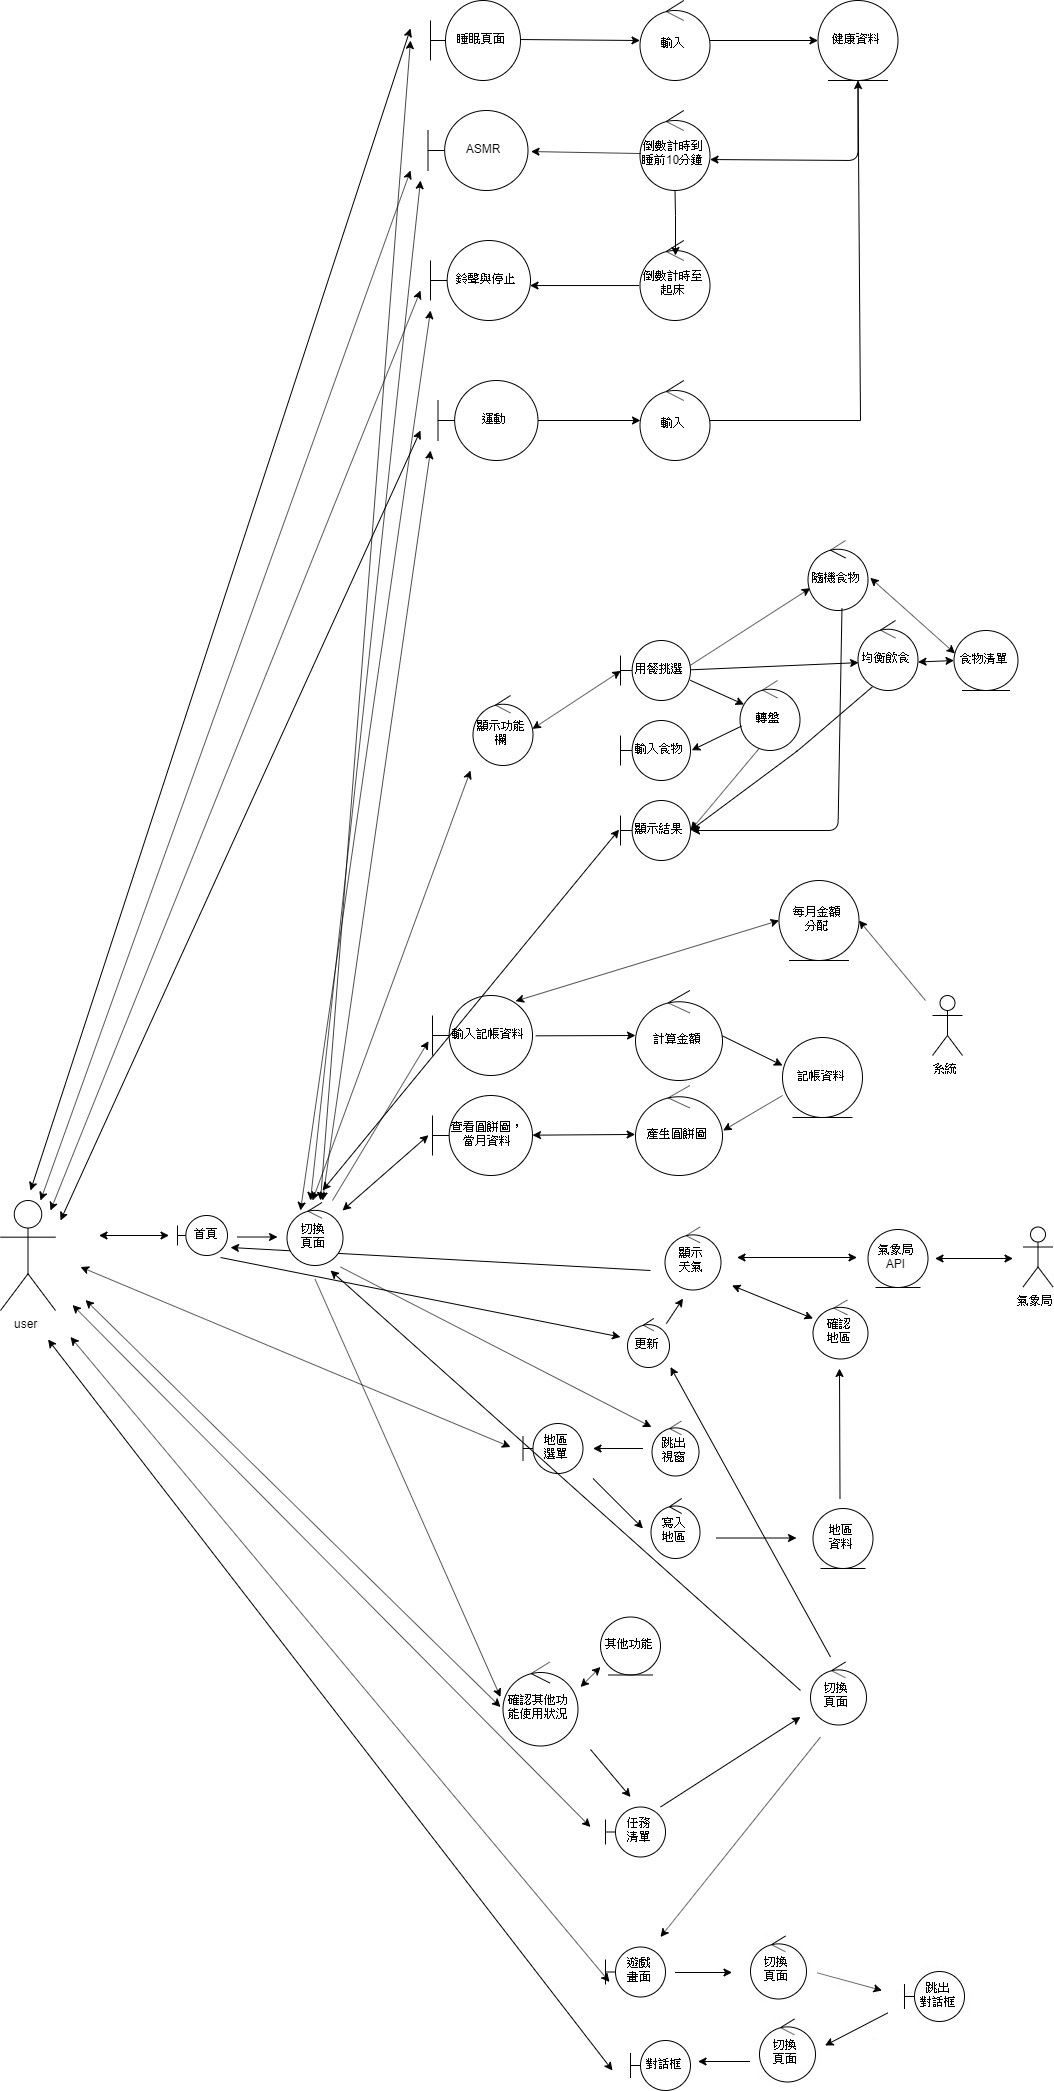 睡眠頁面
輸入
健康資料
ASMR
倒數計時到
睡前10分鐘
鈴聲與停止
倒數計時至
起床
運動
輸入
隨機食物
用餐挑選
均衡飲食
食物清單
顯示功能
欄
轉盤
輸入食物
顯示結果
每月金額
分配
輸入記帳資料
計算金額
系統
記帳資料
查看圓餅圖，
當月資料
產生圓餅圖
user
首頁
切換
頁面
顯示
天氣
氣象局
API
氣象局
更新
確認
地區
地區
選單
跳出
視窗
寫入
地區
地區
資料
其他功能
確認其他功
能使用狀況
切換
頁面
任務
清單
遊戲
畫面
切換
頁面
跳出
對話框
切換
頁面
對話框